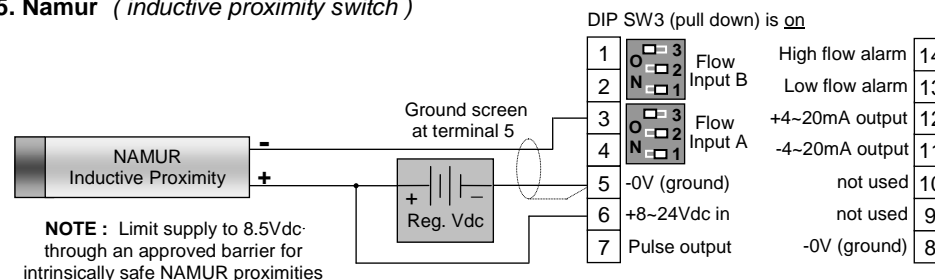 5. Namur ( inductive proximity switch )
DIP SW3 (pull down) is on
1
2
3
4
5
6
7
O
N
3
2
1
Flow
Input B
O
N
3
2
1
Flow
Input A
-0V (ground)
+8~24Vdc in
Pulse output
High flow alarm 14
Low flow alarm 13
+4~20mA output 12
-4~20mA output 11
not used 10
not used 9
-0V (ground) 8
Ground screen
at terminal 5
NAMUR
Inductive Proximity
-
+
+ –
Reg. Vdc
NOTE : Limit supply to 8.5Vdc
through an approved barrier for
intrinsically safe NAMUR proximities